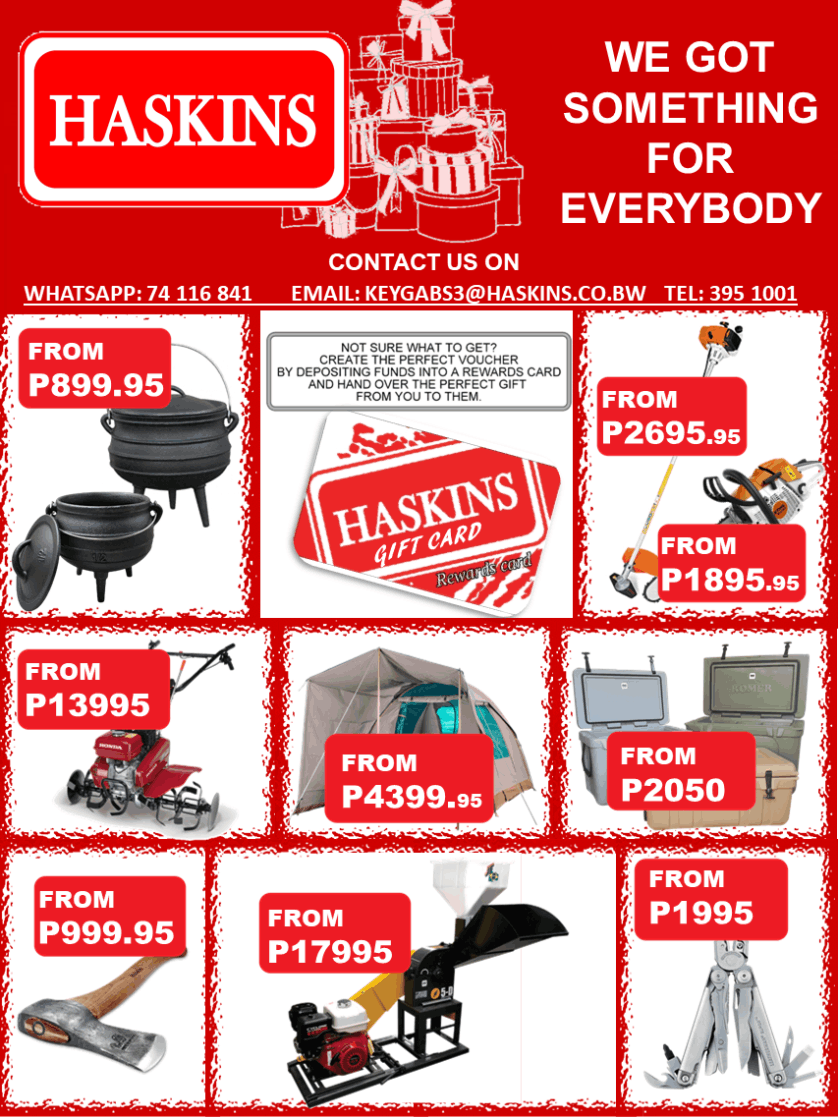 HASKINS
WE GOT
SOMETHING
FOR
EVERYBODY
CONTACT US ON
WHATSAPP: 74 116 841 EMAIL: KEYGABS3@HASKINS.CO.BW TEL: 395 1001
FROM
P899.95
NOT SURE WHAT TO GET?
CREATE THE PERFECT VOUCHER
BY DEPOSITING FUNDS INTO A REWARDS CARD
AND HAND OVER THE PERFECT GIFT
FROM YOU TO THEM.
HASKINS
GIFT CARD
Rewards card
FROM
P2695.95
FROM
P1895.95
FROM
P13995
HONDA
FROM
P4399.95
ROMER
FROM
P2050
FROM
P999.95
FROM
P17995
5-D
FROM
P1995